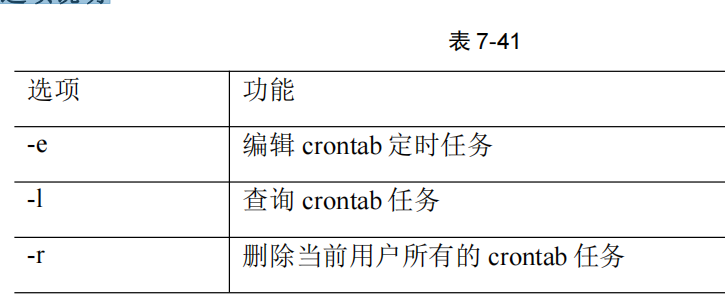 表 7-41
选项 功能
-e 编辑 crontab 定时任务
-l 查询 crontab 任务
-r 删除当前用户所有的 crontab 任务